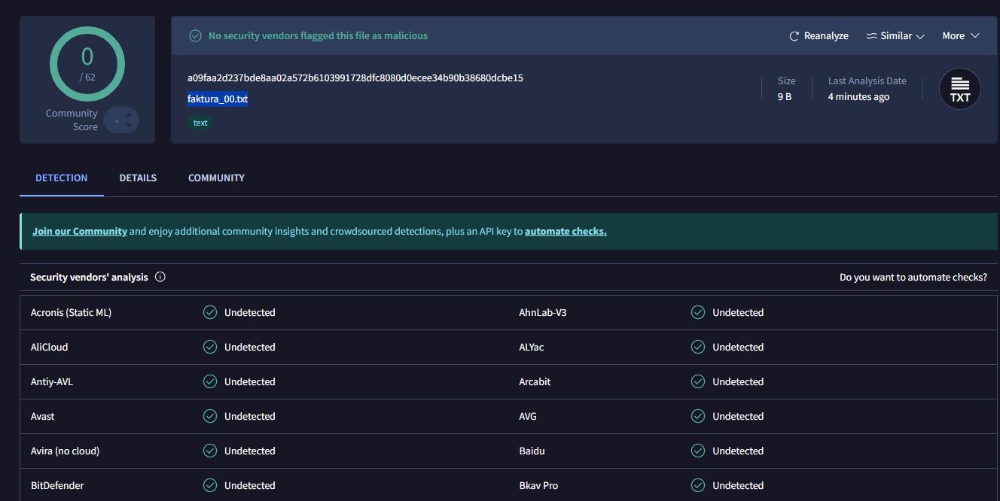 0
/ 62
Community
Score
No security vendors flagged this file as malicious
Reanalyze
Similar
More
a09faa2d237bde8aa02a572b6103991728dfc8080d0ecee34b90b38680dcbe15
faktura_00.txt
text
Size
9 B
Last Analysis Date
4 minutes ago
TXT
DETECTION
DETAILS
COMMUNITY
Join our Community and enjoy additional community insights and crowdsourced detections, plus an API key to automate checks.
Security vendors' analysis
Do you want to automate checks?
Acronis (Static ML) Undetected AhnLab-V3 Undetected
AliCloud Undetected ALYac Undetected
Antiy-AVL Undetected Arcabit Undetected
Avast Undetected AVG Undetected
Avira (no cloud) Undetected Baidu Undetected
BitDefender Undetected Bkav Pro Undetected